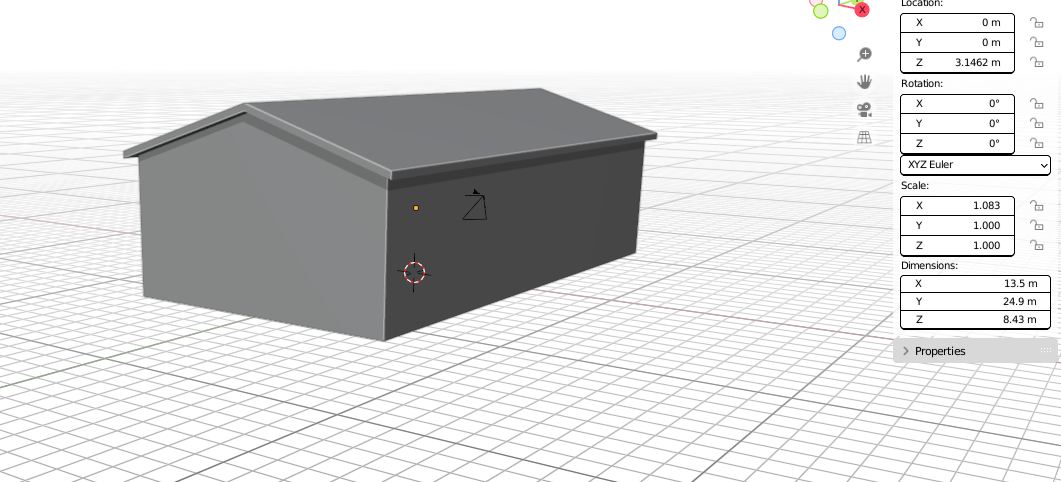 X
Location:
X 0 m
Y 0 m
Z 3.1462 m
Rotation:
X 0°
Y 0°
Z 0°
XYZ Euler
Scale:
X 1.083
Y 1.000
Z 1.000
Dimensions:
X 13.5 m
Y 24.9 m
Z 8.43 m
Properties